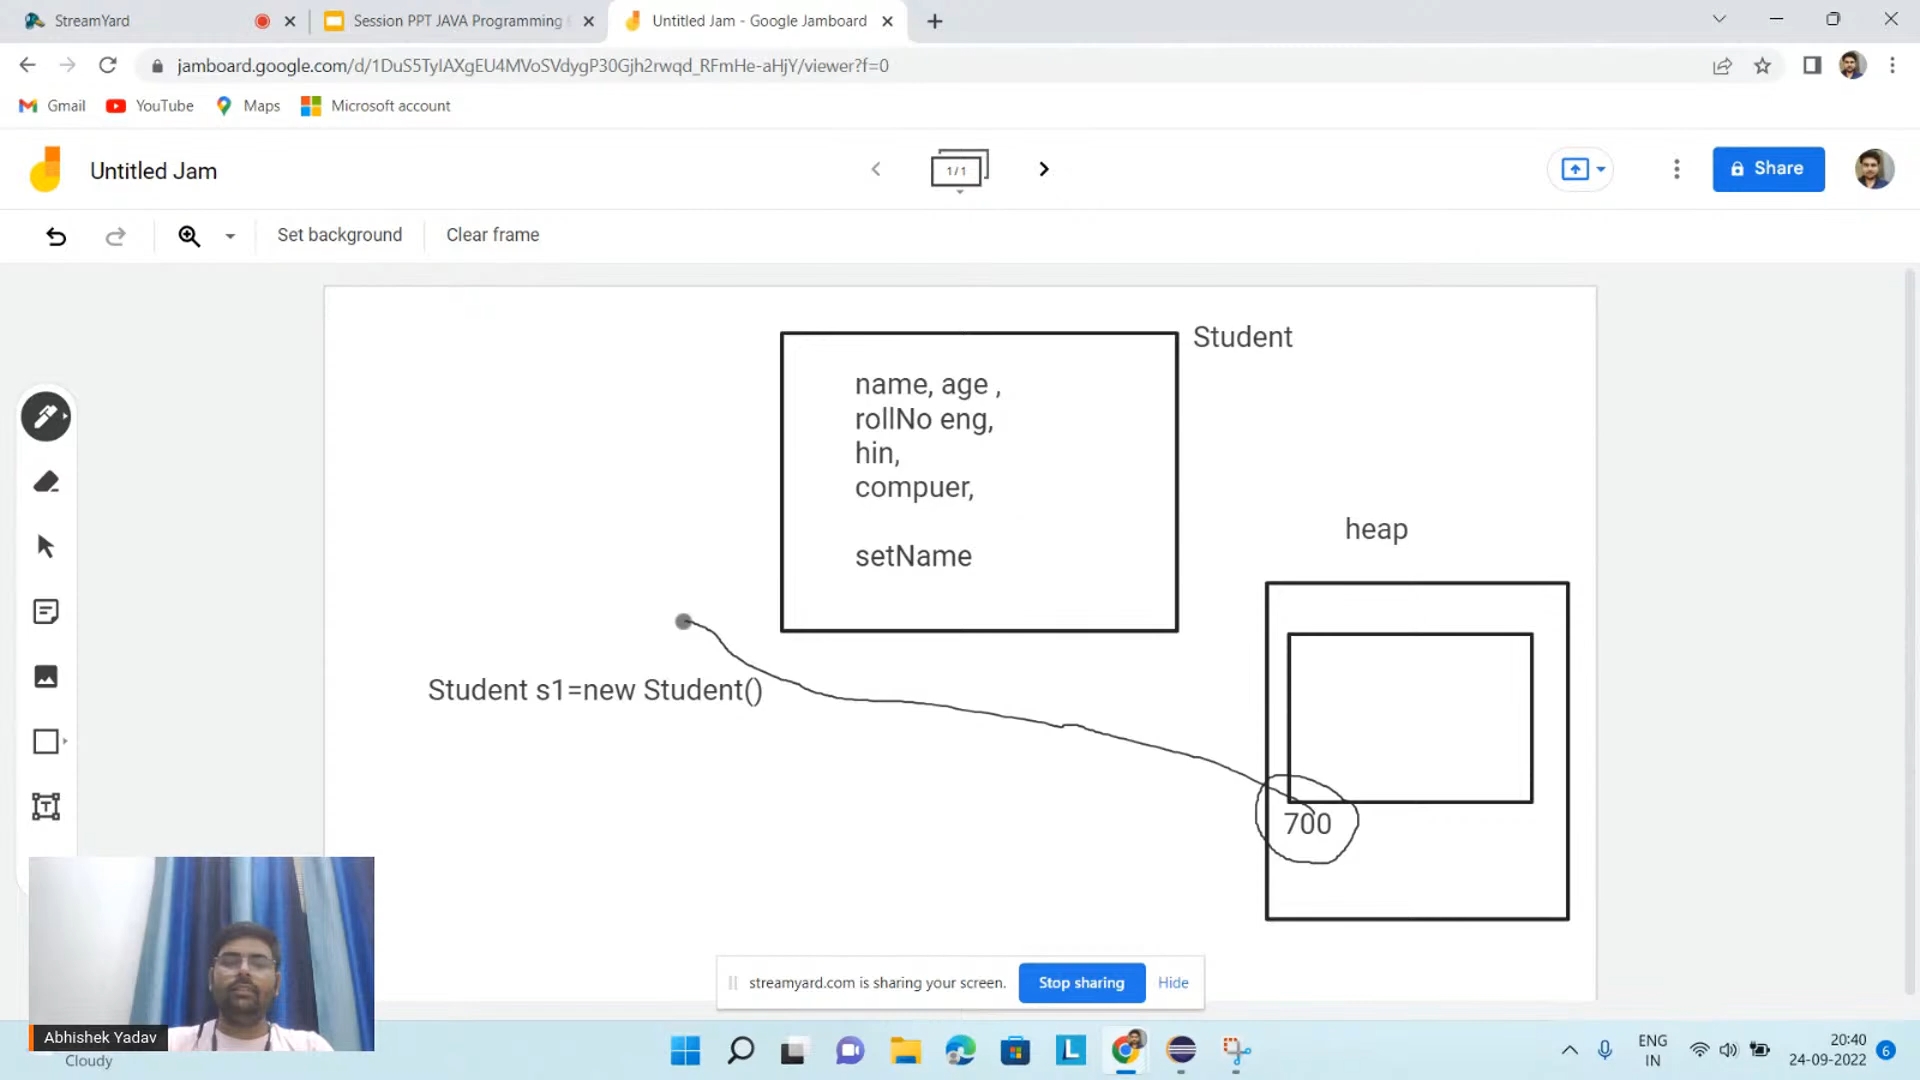 StreamYard
Session PPT JAVA Programming
Untitled Jam - Google Jamboard
jamboard.google.com/d/1DuS5TylAXgEU4MVoSVdygP30Gjh2rwqd_RFmHe-aHjY/viewer?f=0
Gmail
YouTube
Maps
Microsoft account
Untitled Jam
1/1
Share
Set background
Clear frame
Student
name, age ,
rollNo eng,
hin,
compuer,
setName
heap
Student s1=new Student()
700
streamyard.com is sharing your screen.
Stop sharing
Hide
Abhishek Yadav
Cloudy
L
ENG
IN
20:40
24-09-2022
6